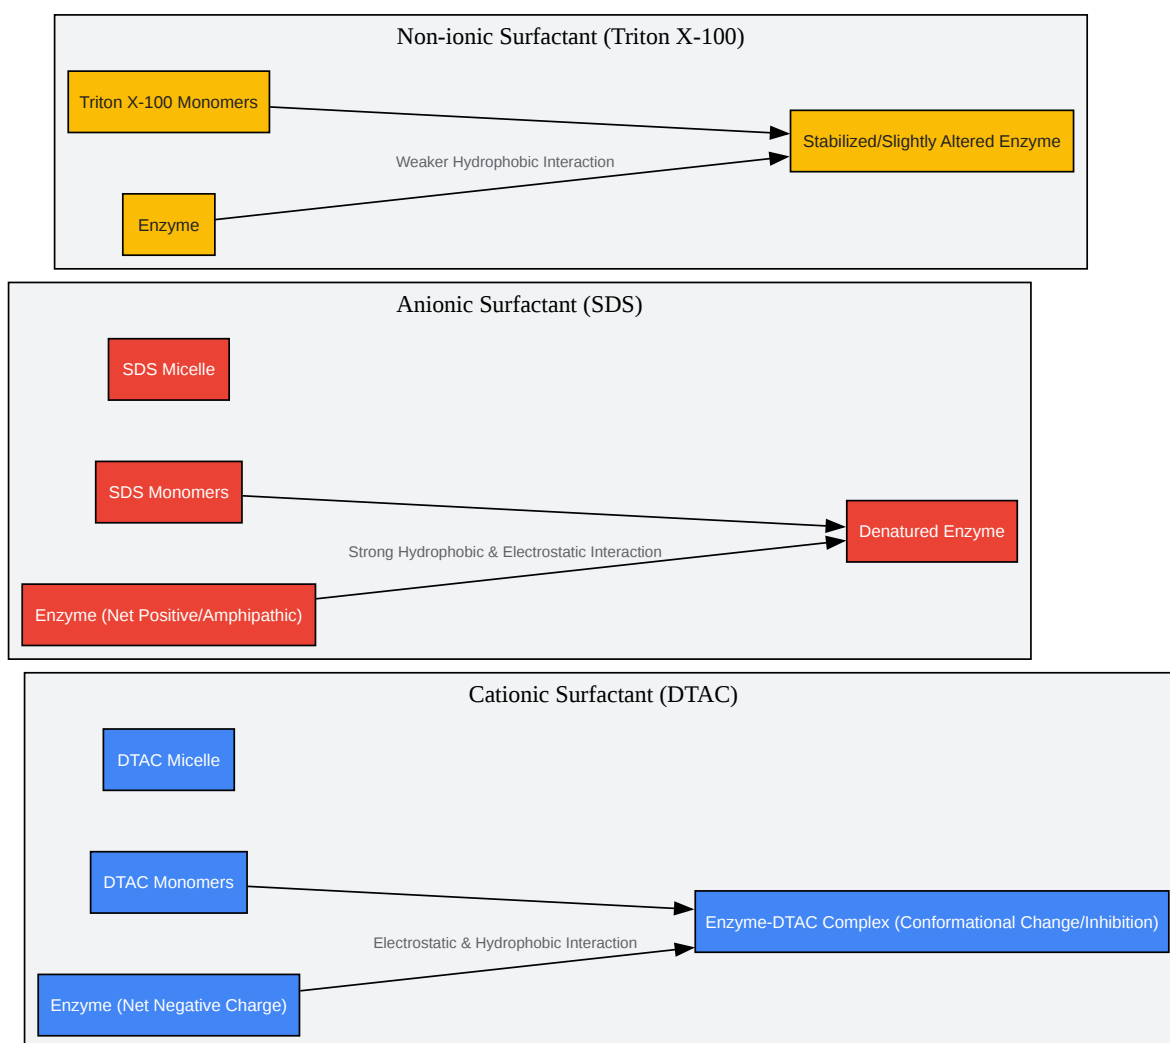 Non-ionic Surfactant (Triton X-100)
Triton X-100 Monomers
Stabilized/Slightly Altered Enzyme
Weaker Hydrophobic Interaction
Enzyme
Anionic Surfactant (SDS)
SDS Micelle
SDS Monomers
Denatured Enzyme
Strong Hydrophobic & Electrostatic Interaction
Enzyme (Net Positive/Amphipathic)
Cationic Surfactant (DTAC)
DTAC Micelle
DTAC Monomers
Enzyme-DTAC Complex (Conformational Change/Inhibition)
Electrostatic & Hydrophobic Interaction
Enzyme (Net Negative Charge)